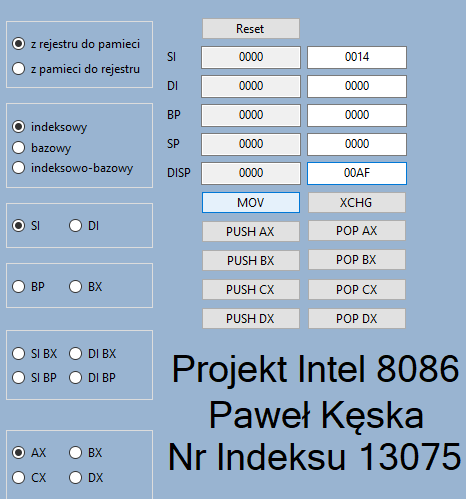 Reset
z rejestru do pamieci
z pamieci do rejestru
SI 0000 0014
DI 0000 0000
BP 0000 0000
SP 0000 0000
DISP 0000 00AF
indeksowy
bazowy
indeksowo-bazowy
MOV XCHG
SI DI
PUSH AX POP AX
PUSH BX POP BX
BP BX
PUSH CX POP CX
PUSH DX POP DX
SI BX DI BX
SI BP DI BP
Projekt Intel 8086
Paweł Kęska
Nr Indeksu 13075
AX BX
CX DX